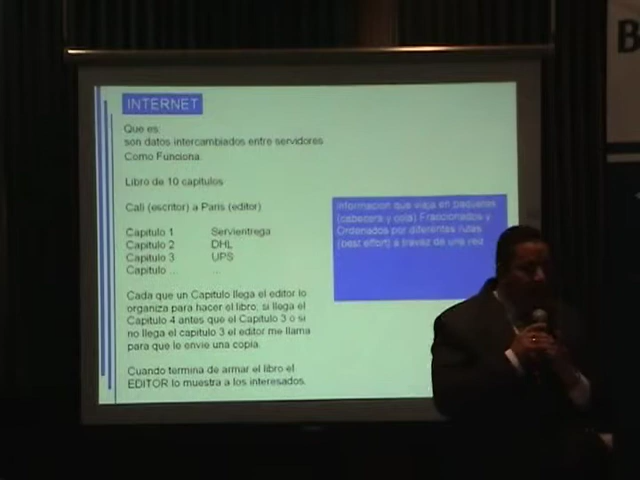 INTERNET
Que es:
son datos intercambiados entre servidores
Como Funciona:
Libro de 10 capitulos
Cali (escritor) a Paris (editor)
Capitulo 1 Servientrega
Capitulo 2 DHL
Capitulo 3 UPS
Capitulo ... ...
Cada que un Capitulo llega el editor lo
organiza para hacer el libro, si llega el
Capitulo 4 antes que el Capitulo 3 o si
no llega el capitulo 3 el editor me llama
para que le envie una copia.
Cuando termina de armar el libro el
EDITOR lo muestra a los interesados.
Informacion que viaja en paquetes
(cabecera y cola) Fraccionados y
Ordenados por diferentes rutas
(best effort) a travez de una red
B